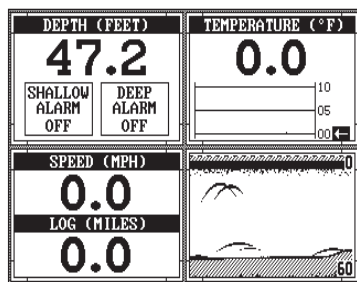 DEPTH (FEET)
47.2
SHALLOW
ALARM
OFF
DEEP
ALARM
OFF
TEMPERATURE (°F)
0.0
10
05
00
SPEED (MPH)
0.0
LOG (MILES)
0.0
0
60